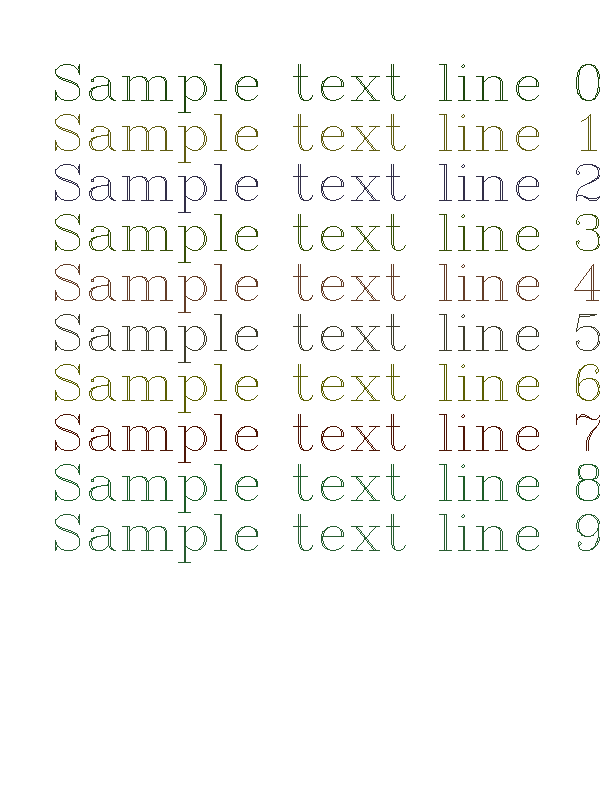 Sample text line 0
Sample text line 1
Sample text line 2
Sample text line 3
Sample text line 4
Sample text line 5
Sample text line 6
Sample text line 7
Sample text line 8
Sample text line 9